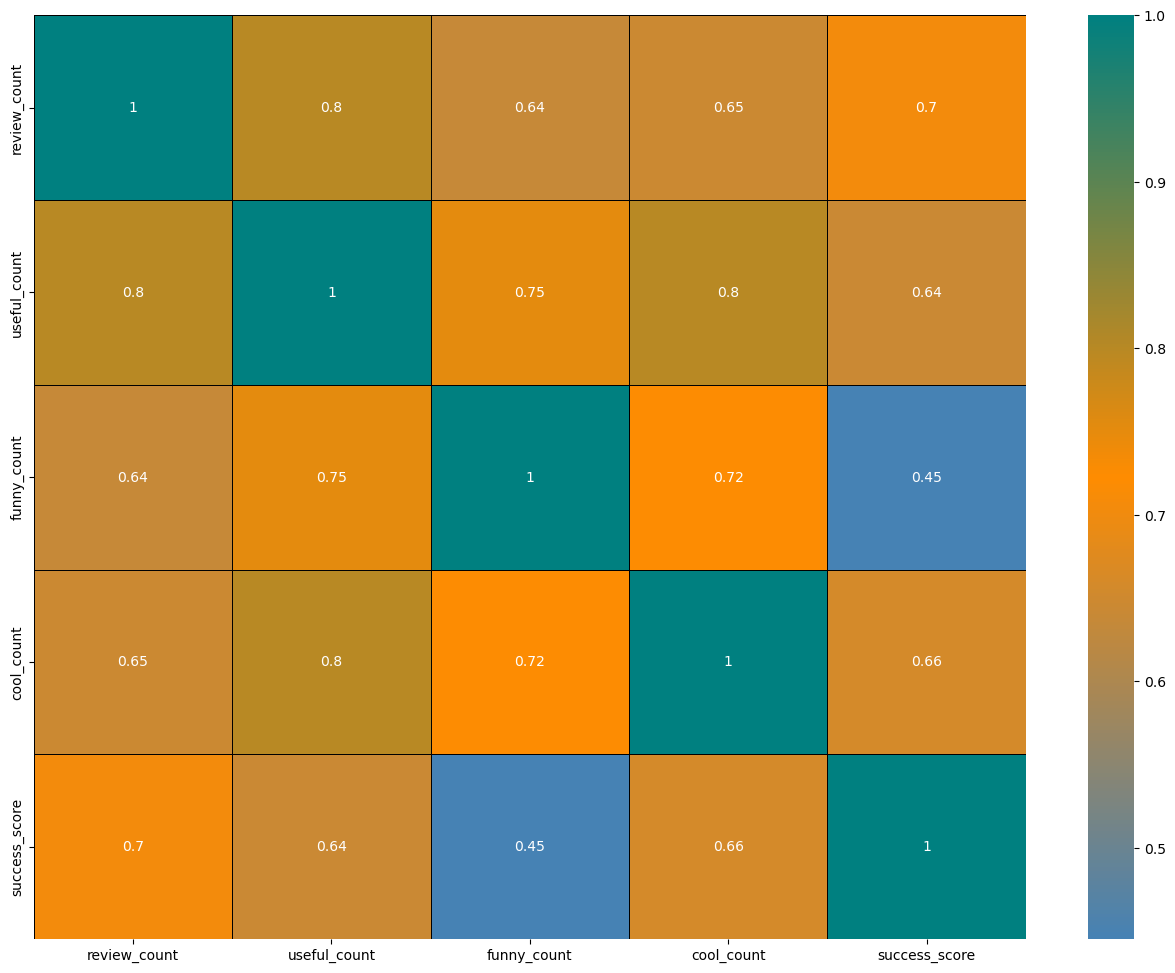 review_count 1 0.8 0.64 0.65 0.7
useful_count 0.8 1 0.75 0.8 0.64
funny_count 0.64 0.75 1 0.72 0.45
cool_count 0.65 0.8 0.72 1 0.66
success_score 0.7 0.64 0.45 0.66 1
review_count useful_count funny_count cool_count success_score
1.0
0.9
0.8
0.7
0.6
0.5